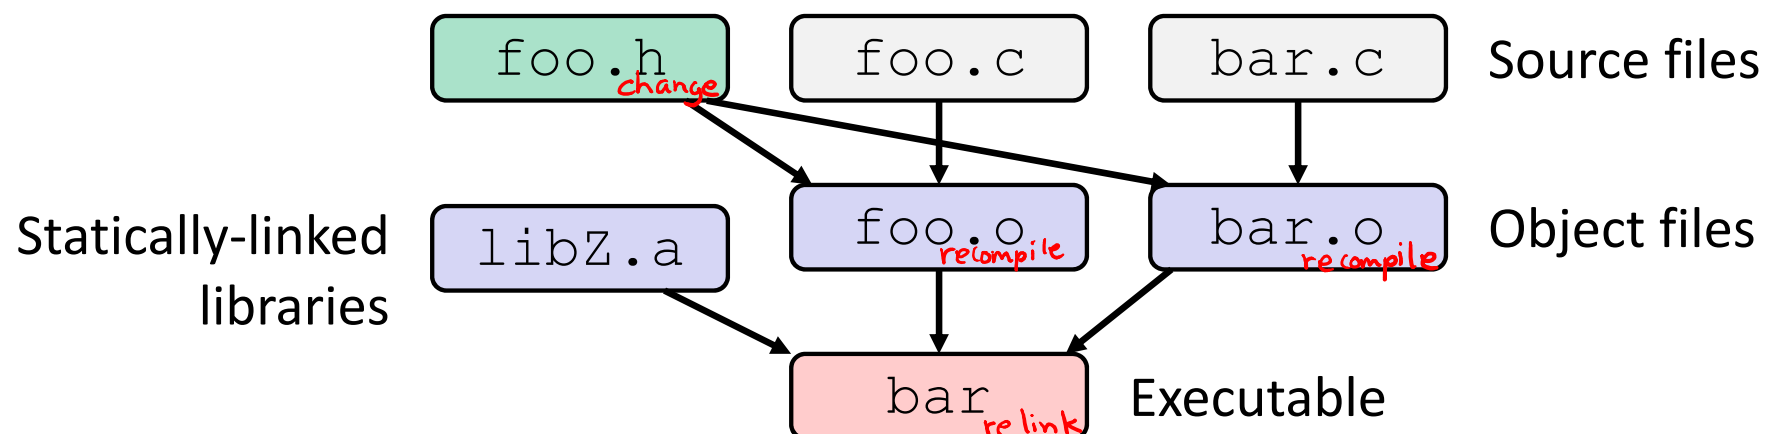 foo.h
change
foo.c
bar.c
Source files
Statically-linked
libraries
libZ.a
foo.o
recompile
bar.o
recompile
Object files
bar
relink
Executable